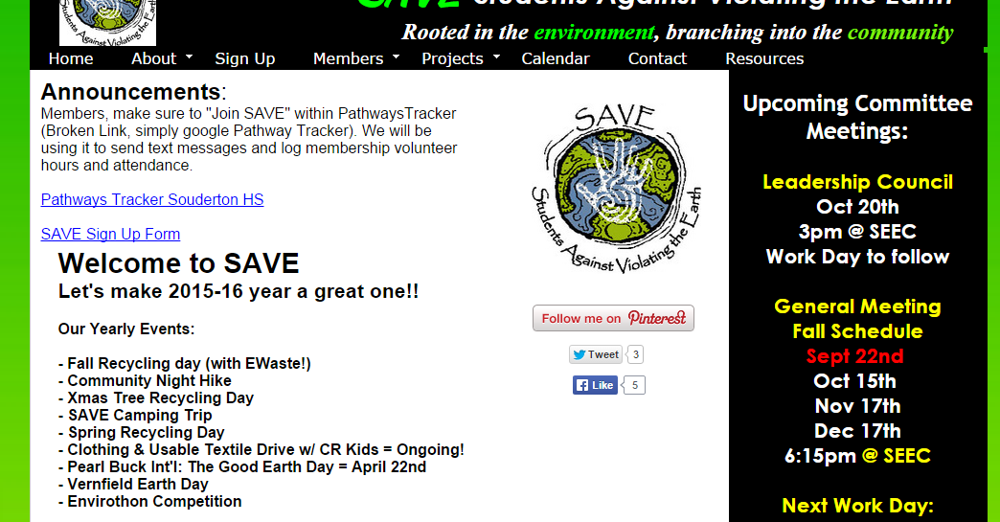 Students Against Violating the Earth
SAVE Students Against Violating the Earth
Rooted in the environment, branching into the community
Home About Sign Up Members Projects Calendar Contact Resources
Announcements:
Members, make sure to "Join SAVE" within PathwaysTracker
(Broken Link, simply google Pathway Tracker). We will be
using it to send text messages and log membership volunteer
hours and attendance.
Pathways Tracker Souderton HS
SAVE Sign Up Form
Welcome to SAVE
Let's make 2015-16 year a great one!!
Our Yearly Events:
- Fall Recycling day (with EWaste!)
- Community Night Hike
- Xmas Tree Recycling Day
- SAVE Camping Trip
- Spring Recycling Day
- Clothing & Usable Textile Drive w/ CR Kids = Ongoing!
- Pearl Buck Int'l: The Good Earth Day = April 22nd
- Vernfield Earth Day
- Envirothon Competition
SAVE
Students Against Violating the Earth
Follow me on Pinterest
Tweet 3
Like 5
Upcoming Committee
Meetings:
Leadership Council
Oct 20th
3pm @ SEEC
Work Day to follow
General Meeting
Fall Schedule
Sept 22nd
Oct 15th
Nov 17th
Dec 17th
6:15pm @ SEEC
Next Work Day: